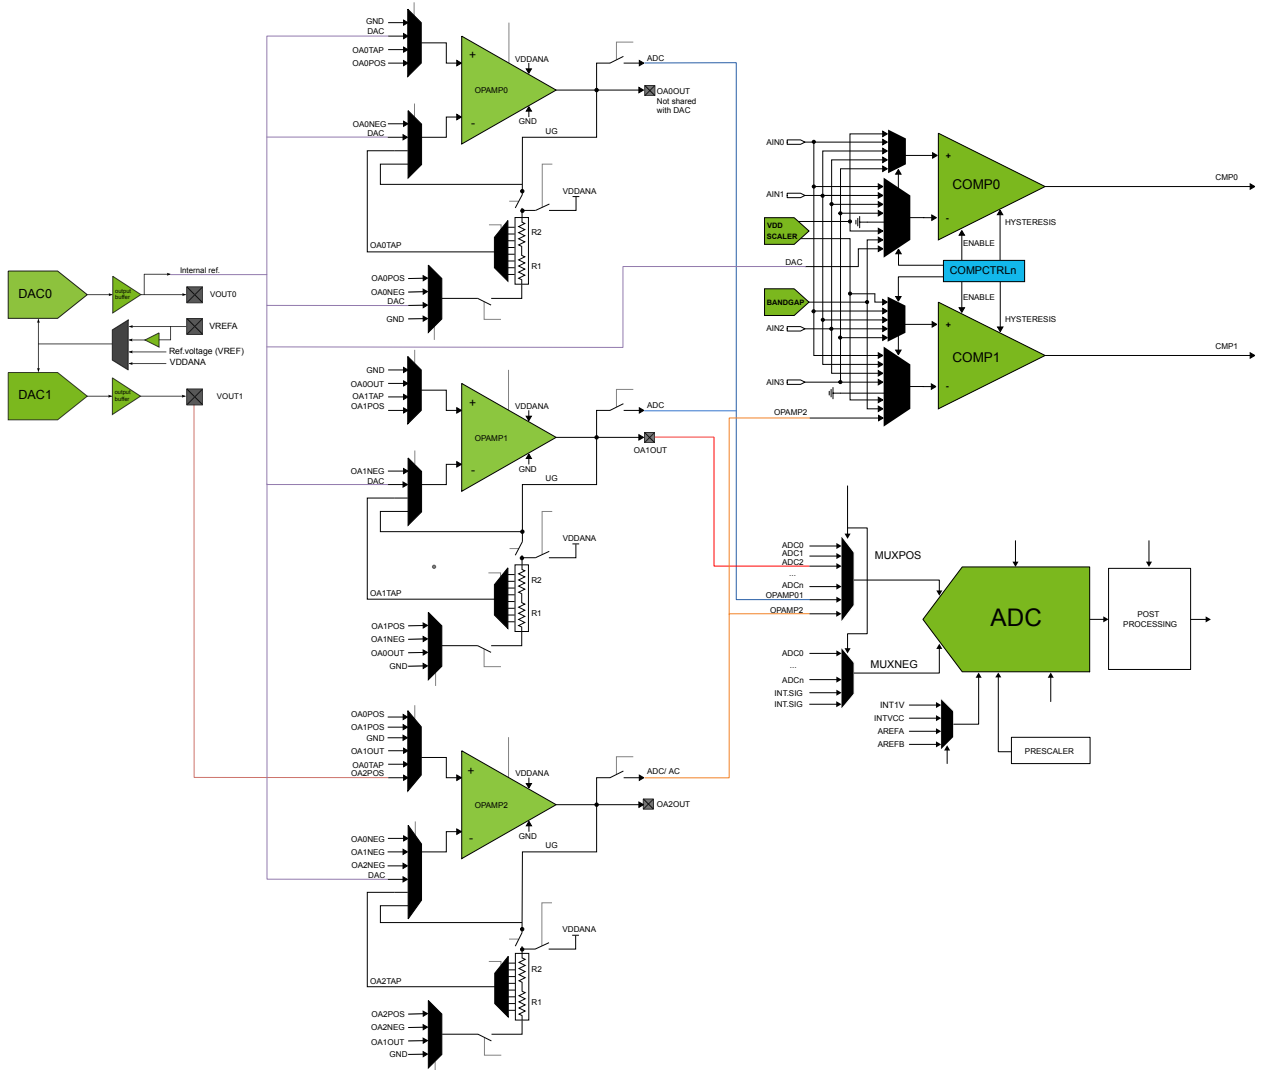 GND
DAC
OA0TAP
OA0POS
VDDANA
OPAMP0
+
-
GND
ADC
OA0OUT
Not shared
with DAC
UG
OA0NEG
DAC
VDDANA
R2
R1
OA0TAP
OA0POS
OA0NEG
DAC
GND
DAC0
output
buffer
Internal ref.
VOUT0
VREFA
Ref.voltage (VREF)
VDDANA
DAC1
output
buffer
VOUT1
GND
OA0OUT
OA1TAP
OA1POS
VDDANA
OPAMP1
+
-
GND
ADC
OA1OUT
UG
OA1NEG
DAC
VDDANA
R2
R1
OA1TAP
OA1POS
OA1NEG
OA0OUT
GND
OA0POS
OA1POS
GND
OA1OUT
OA0TAP
OA2POS
VDDANA
OPAMP2
+
-
GND
ADC/ AC
OA2OUT
UG
OA0NEG
OA1NEG
OA2NEG
DAC
VDDANA
R2
R1
OA2TAP
OA2POS
OA2NEG
OA1OUT
GND
AIN0
AIN1
VDD
SCALER
DAC
BANDGAP
AIN2
AIN3
OPAMP2
+
COMP0
-
CMP0
HYSTERESIS
ENABLE
COMPCTRLn
ENABLE
HYSTERESIS
+
COMP1
-
CMP1
ADC0
ADC1
ADC2
...
ADCn
OPAMP01
OPAMP2
MUXPOS
ADC0
...
ADCn
INT.SIG
INT.SIG
MUXNEG
ADC
POST
PROCESSING
INT1V
INTVCC
AREFA
AREFB
PRESCALER